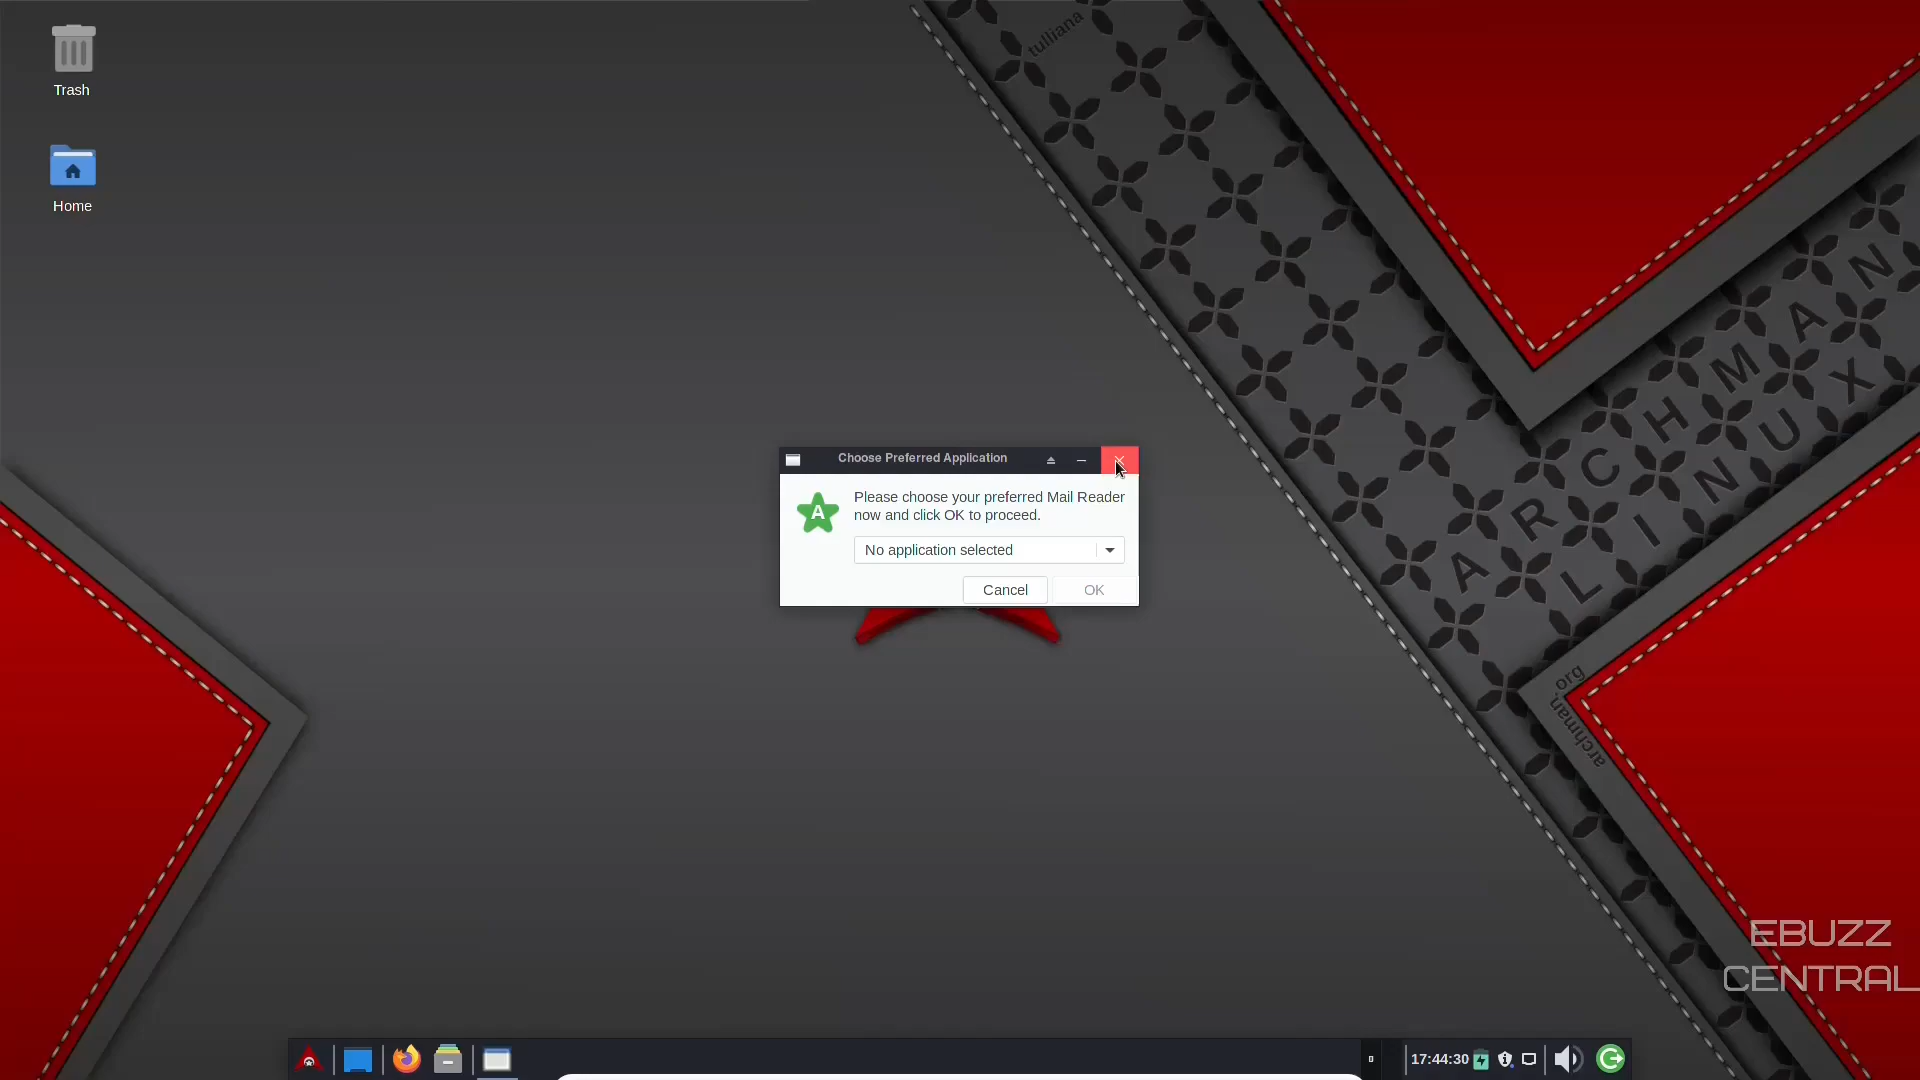 Trash
Home
tulliana
ARCHMAN
LINUX
Choose Preferred Application
Please choose your preferred Mail Reader
now and click OK to proceed.
No application selected
Cancel
OK
archman.org
EBUZZ
CENTRAL
17:44:30